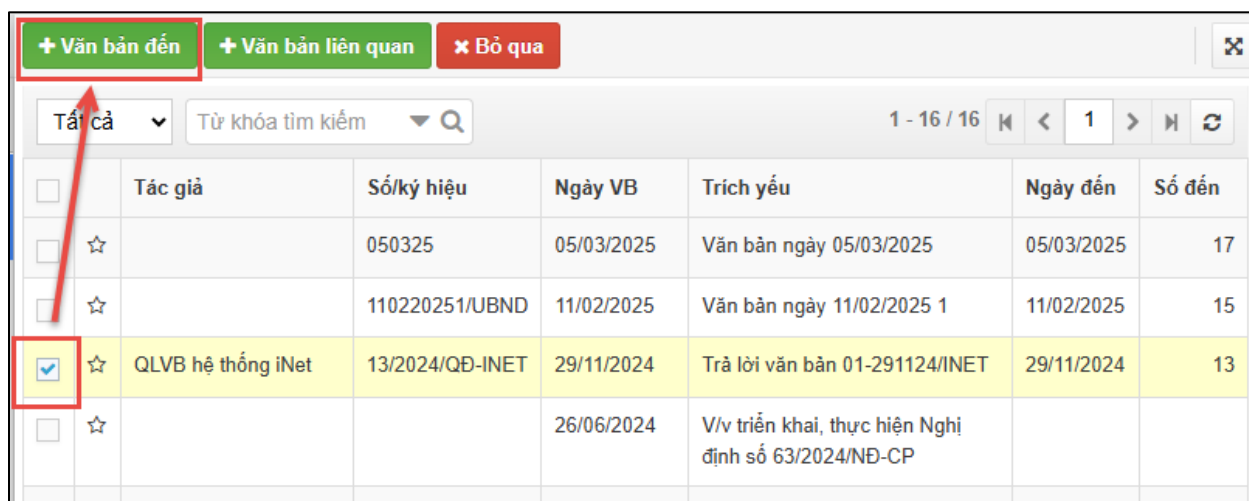 + Văn bản đến + Văn bản liên quan × Bỏ qua
Tất cả Từ khóa tìm kiếm 1 - 16 / 16 1
Tác giả Số/ký hiệu Ngày VB Trích yếu Ngày đến Số đến
050325 05/03/2025 Văn bản ngày 05/03/2025 05/03/2025 17
110220251/UBND 11/02/2025 Văn bản ngày 11/02/2025 1 11/02/2025 15
QLVB hệ thống iNet 13/2024/QĐ-INET 29/11/2024 Trả lời văn bản 01-291124/INET 29/11/2024 13
26/06/2024 V/v triển khai, thực hiện Nghị
định số 63/2024/NĐ-CP